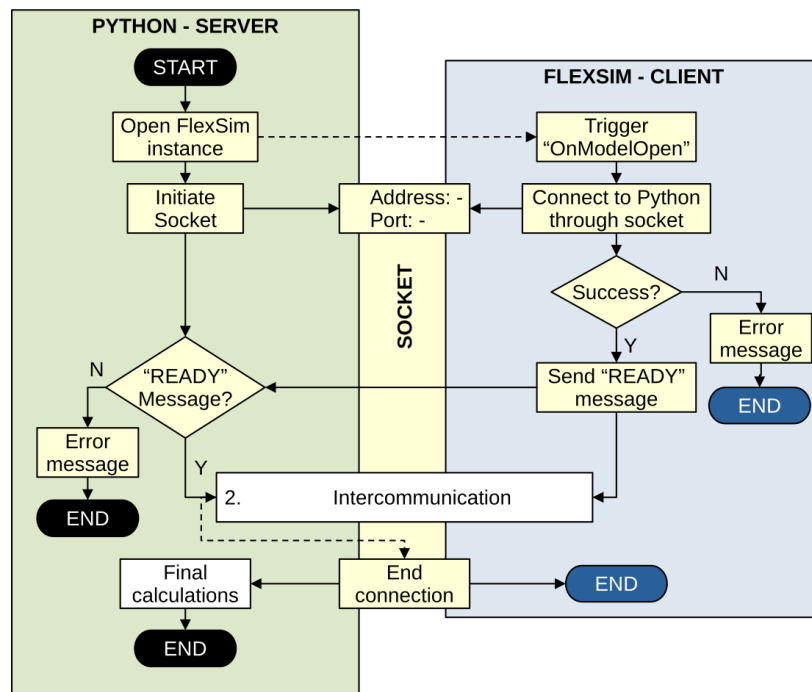 PYTHON - SERVER
START
Open FlexSim
instance
Initiate
Socket
Address: -
Port: -
SOCKET
FLEXSIM - CLIENT
Trigger
“OnModelOpen”
Connect to Python
through socket
Success?
N
Error
message
END
Y
Send “READY”
message
“READY”
Message?
N
Error
message
END
Y
2. Intercommunication
Final
calculations
END
End
connection
END